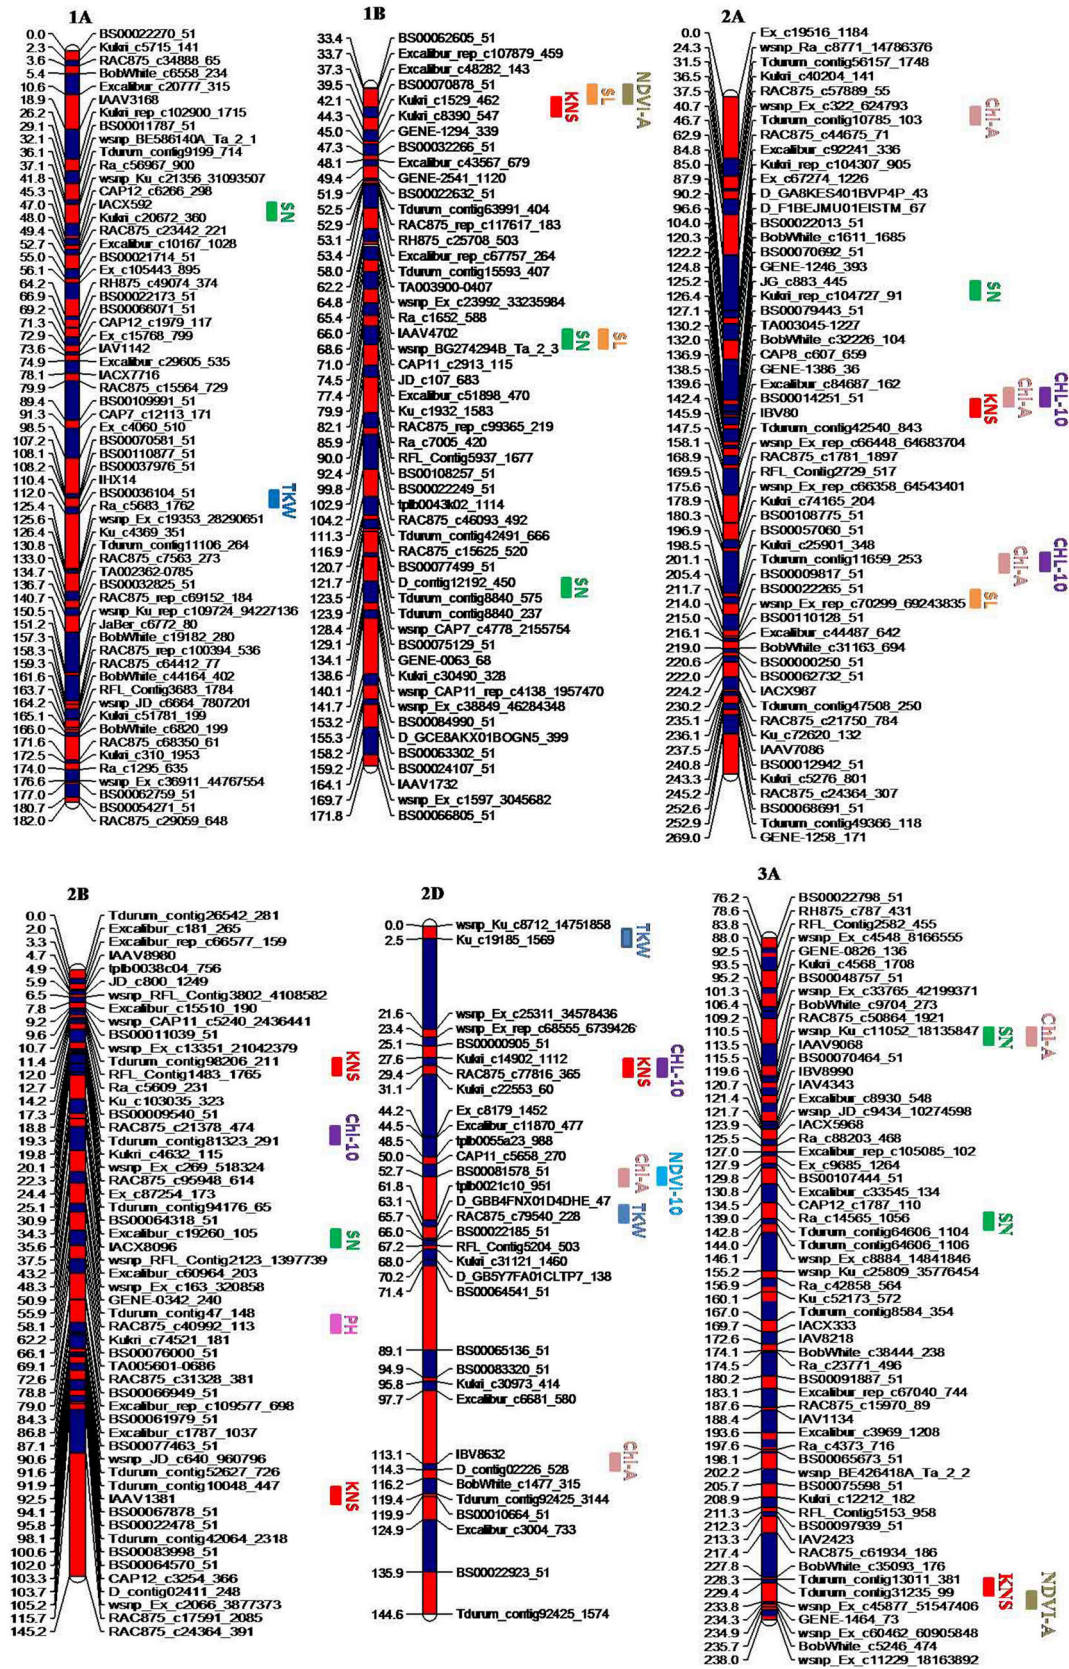 1A
0.0 BS00022270_51
2.3 Kukri_c5715_141
3.6 RAC875_c34888_65
5.4 BobWhite_c6558_234
10.6 Excalibur_c20777_315
18.9 IAAV3168
26.2 Kukri_rep_c102900_1715
29.1 BS00011787_51
32.1 wsnp_BE586140A_Ta_2_1
36.1 Tdurum_contig9199_714
37.1 Ra_c56967_900
41.8 wsnp_Ku_c21356_31093507
45.3 CAP12_c6266_298
47.0 IACX592
48.0 Kukri_c20672_360
49.4 RAC875_c23442_221
52.7 Excalibur_c10167_1028
55.0 BS00021714_51
56.1 Ex_c105443_895
64.2 RH875_c49074_374
66.9 BS00022173_51
69.2 BS00066071_51
71.3 CAP12_c1979_117
72.9 Ex_c15768_799
73.6 IAV1142
74.9 Excalibur_c29605_535
78.1 IACX7716
79.9 RAC875_c15564_729
89.4 BS00109991_51
91.3 CAP7_c12113_171
98.5 Ex_c4060_510
107.2 BS00070581_51
108.1 BS00110877_51
108.2 BS00037976_51
110.4 IHX14
112.0 BS00036104_51
125.4 Ra_c5683_1762
125.6 wsnp_Ex_c19353_28290651
126.4 Ku_c4369_351
130.8 Tdurum_contig11106_264
133.0 RAC875_c7563_273
134.7 TA002362-0785
136.7 BS00032825_51
140.7 RAC875_rep_c69152_184
150.5 wsnp_Ku_rep_c109724_94227136
151.2 JaBer_c6772_80
157.3 BobWhite_c19182_280
158.3 RAC875_rep_c100394_536
159.3 RAC875_c64412_77
161.6 BobWhite_c44164_402
163.7 RFL_Contig3683_1784
164.2 wsnp_JD_c6664_7807201
165.1 Kukri_c51781_199
166.0 BobWhite_c6820_199
171.6 RAC875_c68350_61
172.5 Kukri_c310_1953
174.0 Ra_c1295_635
176.6 wsnp_Ex_c36911_44767554
177.0 BS00062759_51
180.7 BS00054271_51
182.0 RAC875_c29059_648
SN
TKW
1B
33.4 BS00062605_51
33.7 Excalibur_rep_c107879_459
37.3 Excalibur_c48282_143
39.5 BS00070878_51
42.1 Kukri_c1529_462
44.3 Kukri_c8390_547
45.0 GENE-1294_339
47.3 BS00032266_51
48.1 Excalibur_c43567_679
49.4 GENE-2541_1120
51.9 BS00022632_51
52.5 Tdurum_contig63991_404
52.9 RAC875_rep_c117617_183
53.1 RH875_c25708_503
53.4 Excalibur_rep_c67757_264
58.0 Tdurum_contig15593_407
62.2 TA003900-0407
64.8 wsnp_Ex_c23992_33235984
65.4 Ra_c1652_588
66.0 IAAV4702
68.6 wsnp_BG274294B_Ta_2_3
71.0 CAP11_c2913_115
74.5 JD_c107_683
77.4 Excalibur_c51898_470
79.9 Ku_c1932_1583
82.1 RAC875_rep_c99365_219
85.9 Ra_c7005_420
90.0 RFL_Contig5937_1677
92.4 BS00108257_51
99.8 BS00022249_51
102.9 tplb0043k02_1114
104.2 RAC875_c46093_492
111.3 Tdurum_contig42491_666
116.9 RAC875_c15625_520
120.7 BS00077499_51
121.7 D_contig12192_450
123.5 Tdurum_contig8840_575
123.9 Tdurum_contig8840_237
128.4 wsnp_CAP7_c4778_2155754
129.1 BS00075129_51
134.1 GENE-0063_68
138.6 Kukri_c30490_328
140.1 wsnp_CAP11_rep_c4138_1957470
141.7 wsnp_Ex_c38849_46284348
153.2 BS00084990_51
155.3 D_GCE8AKX01BOGN5_399
158.2 BS00063302_51
159.2 BS00024107_51
164.1 IAAV1732
169.7 wsnp_Ex_c1597_3045682
171.8 BS00066805_51
KNS
SL
NDVI-A
SN
SL
SN
2A
0.0 Ex_c19516_1184
24.3 wsnp_Ra_c8771_14786376
31.5 Tdurum_contig56157_1748
36.5 Kukri_c40204_141
37.5 RAC875_c57889_55
40.7 wsnp_Ex_c322_624793
46.7 Tdurum_contig10785_103
62.9 RAC875_c44675_71
84.8 Excalibur_c92241_336
85.0 Kukri_rep_c104307_905
87.9 Ex_c67274_1226
90.2 D_GA8KES401BVP4P_43
96.6 D_F1BEJMU01EISTM_67
104.0 BS00022013_51
120.3 BobWhite_c1611_1685
122.2 BS00070692_51
124.8 GENE-1246_393
125.2 JG_c883_445
126.4 Kukri_rep_c104727_91
127.1 BS00079443_51
130.2 TA003045-1227
132.0 BobWhite_c32226_104
136.9 CAP8_c607_659
138.5 GENE-1386_36
139.6 Excalibur_c84687_162
142.4 BS00014251_51
145.9 IBV80
147.5 Tdurum_contig42540_843
158.1 wsnp_Ex_rep_c66448_64683704
168.9 RAC875_c1781_1897
169.5 RFL_Contig2729_517
175.6 wsnp_Ex_rep_c66358_64543401
178.9 Kukri_c74165_204
180.3 BS00108775_51
196.9 BS00057060_51
198.5 Kukri_c25901_348
201.1 Tdurum_contig11659_253
205.4 BS00009817_51
211.7 BS00022265_51
214.0 wsnp_Ex_rep_c70299_69243835
215.0 BS00110128_51
216.1 Excalibur_c44487_642
219.0 BobWhite_c31163_694
220.6 BS00000250_51
222.0 BS00062732_51
224.2 IACX987
230.2 Tdurum_contig47508_250
235.1 RAC875_c21750_784
236.1 Ku_c72620_132
237.5 IAAV7086
240.8 BS00012942_51
243.3 Kukri_c5276_801
245.2 RAC875_c24364_307
252.6 BS00068691_51
252.9 Tdurum_contig49366_118
269.0 GENE-1258_171
Chl-A
SN
KNS
Chl-A
CHL-10
Chl-A
CHL-10
SL
2B
0.0 Tdurum_contig26542_281
2.0 Excalibur_c181_265
3.3 Excalibur_rep_c66577_159
4.7 IAAV8980
4.9 tplb0038c04_756
5.9 JD_c800_1249
6.5 wsnp_RFL_Contig3802_4108582
7.8 Excalibur_c15510_190
9.2 wsnp_CAP11_c5240_2436441
9.6 BS00011039_51
10.7 wsnp_Ex_c13351_21042379
11.4 Tdurum_contig98206_211
12.0 RFL_Contig1483_1765
12.7 Ra_c5609_231
14.2 Ku_c103035_323
17.3 BS00009540_51
18.8 RAC875_c21378_474
19.3 Tdurum_contig81323_291
19.8 Kukri_c4632_115
20.1 wsnp_Ex_c269_518324
22.3 RAC875_c95948_614
24.4 Ex_c87254_173
25.1 Tdurum_contig94176_65
30.9 BS00064318_51
34.3 Excalibur_c19260_105
35.6 IACX8096
37.5 wsnp_RFL_Contig2123_1397739
43.2 Excalibur_c60964_203
48.3 wsnp_Ex_c163_320858
50.9 GENE-0342_240
55.9 Tdurum_contig47_148
58.1 RAC875_c40992_113
62.2 Kukri_c74521_181
66.1 BS00076000_51
69.1 TA005601-0686
72.6 RAC875_c31328_381
78.8 BS00066949_51
79.0 Excalibur_rep_c109577_698
84.3 BS00061979_51
86.8 Excalibur_c1787_1037
87.1 BS00077463_51
90.6 wsnp_JD_c640_960796
91.6 Tdurum_contig52627_726
91.9 Tdurum_contig10048_447
92.5 IAAV1381
94.1 BS00067878_51
95.8 BS00022478_51
98.1 Tdurum_contig42064_2318
100.6 BS00083998_51
102.0 BS00064570_51
103.3 CAP12_c3254_366
103.7 D_contig02411_248
105.2 wsnp_Ex_c2066_3877373
115.7 RAC875_c17591_2085
145.2 RAC875_c24364_391
KNS
Chl-10
SN
PH
KNS
2D
0.0 wsnp_Ku_c8712_14751858
2.5 Ku_c19185_1569
21.6 wsnp_Ex_c25311_34578436
23.4 wsnp_Ex_rep_c68555_6739426
25.1 BS00000905_51
27.6 Kukri_c14902_1112
29.4 RAC875_c77816_365
31.1 Kukri_c22553_60
44.2 Ex_c8179_1452
44.5 Excalibur_c11870_477
48.5 tplb0055a23_988
50.0 CAP11_c5658_270
52.7 BS00081578_51
61.8 tplb0021c10_951
63.1 D_GBB4FNX01D4DHE_47
65.7 RAC875_c79540_228
66.0 BS00022185_51
67.2 RFL_Contig5204_503
68.0 Kukri_c31121_1460
70.2 D_GB5Y7FA01CLTP7_138
71.4 BS00064541_51
89.1 BS00065136_51
94.9 BS00083320_51
95.8 Kukri_c30973_414
97.7 Excalibur_c6681_580
113.1 IBV8632
114.3 D_contig02226_528
116.2 BobWhite_c1477_315
119.4 Tdurum_contig92425_3144
119.9 BS00010664_51
124.9 Excalibur_c3004_733
135.9 BS00022923_51
144.6 Tdurum_contig92425_1574
TKW
KNS
CHL-10
Chl-A
NDVI-10
TKW
Chl-A
3A
76.2 BS00022798_51
78.6 RH875_c787_431
83.8 RFL_Contig2582_455
88.0 wsnp_Ex_c4548_8166555
92.5 GENE-0826_136
93.5 Kukri_c4568_1708
95.2 BS00048757_51
101.3 wsnp_Ex_c33765_42199371
106.4 BobWhite_c9704_273
109.2 RAC875_c50864_1921
110.5 wsnp_Ku_c11052_18135847
113.5 IAAV9068
115.5 BS00070464_51
119.6 IBV8990
120.7 IAV4343
121.4 Excalibur_c8930_548
121.7 wsnp_JD_c9434_10274598
123.9 IACX5968
125.5 Ra_c88203_468
127.0 Excalibur_rep_c105085_102
127.9 Ex_c9685_1264
129.8 BS00107444_51
130.8 Excalibur_c33545_134
134.5 CAP12_c1787_110
139.0 Ra_c14565_1056
142.8 Tdurum_contig64606_1104
144.0 Tdurum_contig64606_1106
146.1 wsnp_Ex_c8884_14841846
155.2 wsnp_Ku_c25809_35776454
156.9 Ra_c42858_564
160.1 Ku_c52173_572
167.0 Tdurum_contig8584_354
169.7 IACX333
172.6 IAV8218
174.1 BobWhite_c38444_238
174.5 Ra_c23771_496
180.2 BS00091887_51
183.1 Excalibur_rep_c67040_744
187.6 RAC875_c15970_89
188.4 IAV1134
193.6 Excalibur_c3969_1208
197.6 Ra_c4373_716
198.1 BS00065673_51
202.2 wsnp_BE426418A_Ta_2_2
205.7 BS00075598_51
208.9 Kukri_c12212_182
211.3 RFL_Contig5153_958
212.3 BS00097939_51
213.3 IAV2423
217.4 RAC875_c61934_186
227.8 BobWhite_c35093_176
228.3 Tdurum_contig13011_381
229.4 Tdurum_contig31235_99
233.8 wsnp_Ex_c45877_51547406
234.3 GENE-1464_73
234.9 wsnp_Ex_c60462_60905848
235.7 BobWhite_c5246_474
238.0 wsnp_Ex_c11229_18163892
SN
Chl-A
SN
KNS
NDVI-A